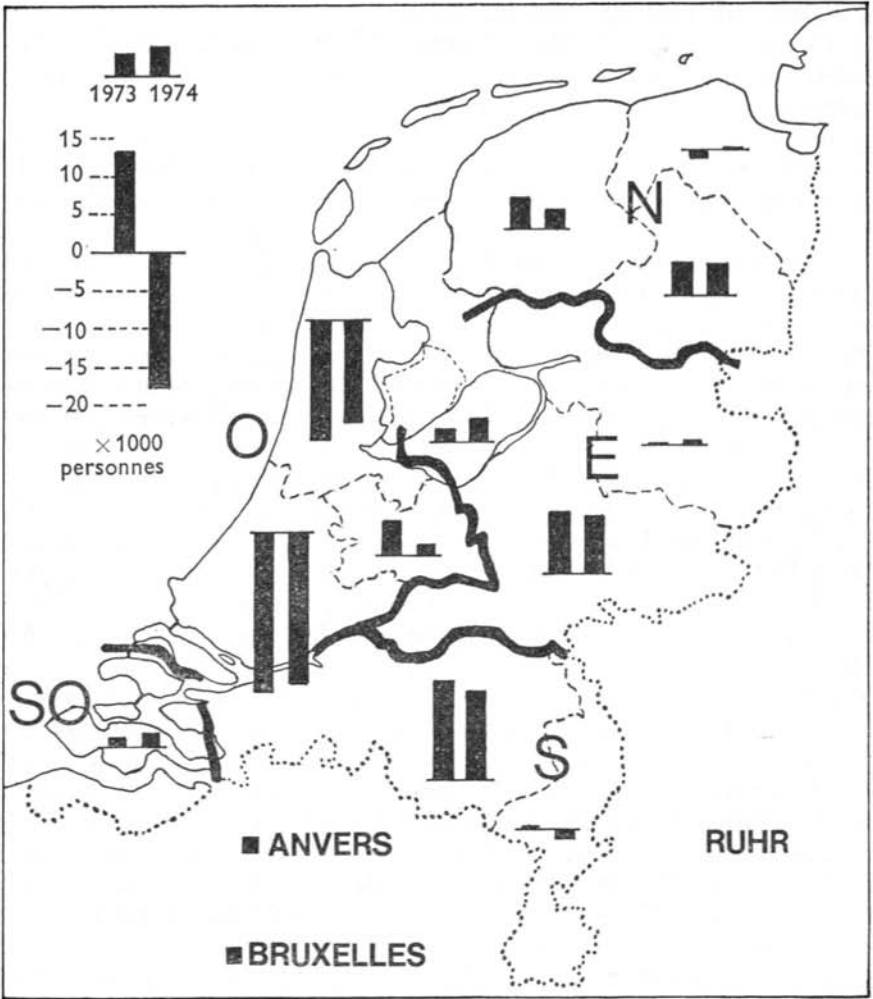 1973 1974
15
10
5
0
−5
−10
−15
−20
×1000
personnes
N
O
E
SO
S
ANVERS
RUHR
BRUXELLES